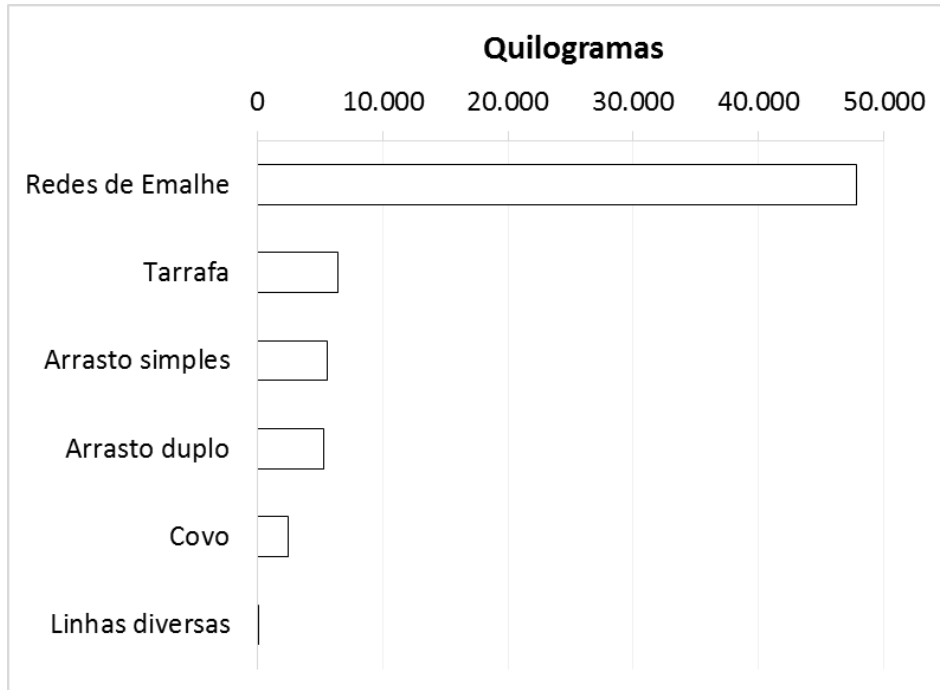 Quilogramas
0 10.000 20.000 30.000 40.000 50.000
Redes de Emalhe
Tarrafa
Arrasto simples
Arrasto duplo
Covo
Linhas diversas